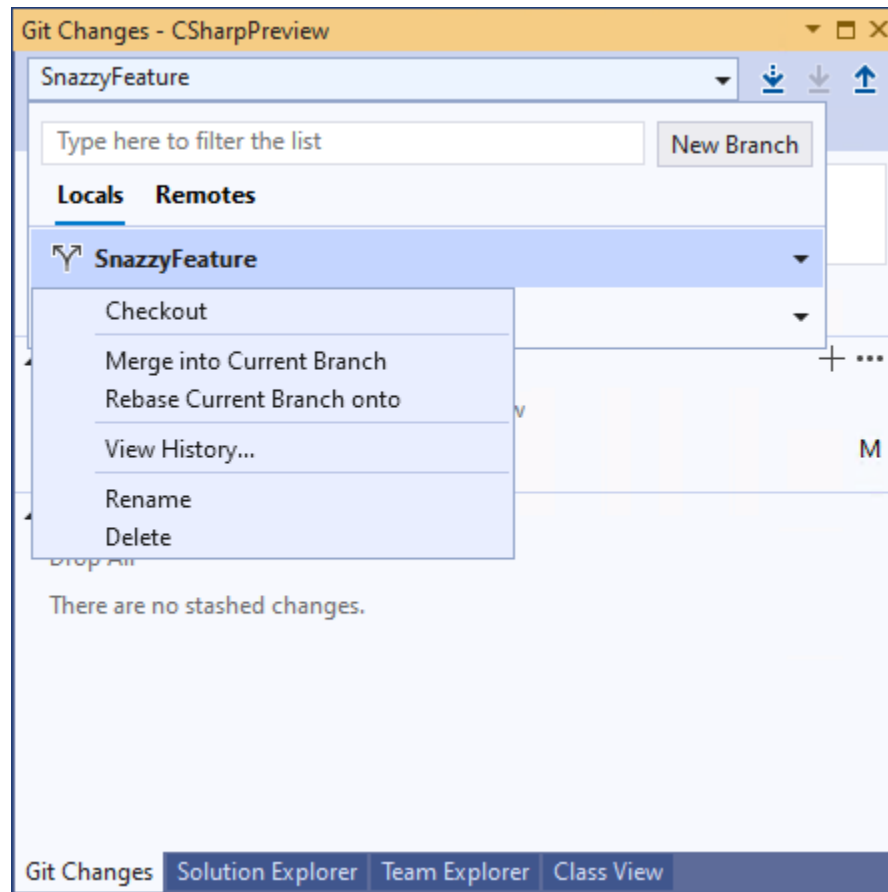 Git Changes - CSharpPreview
SnazzyFeature
Type here to filter the list
New Branch
Locals Remotes
SnazzyFeature
Checkout
Merge into Current Branch
Rebase Current Branch onto
View History...
M
Rename
Delete
Drop All
There are no stashed changes.
Git Changes Solution Explorer Team Explorer Class View